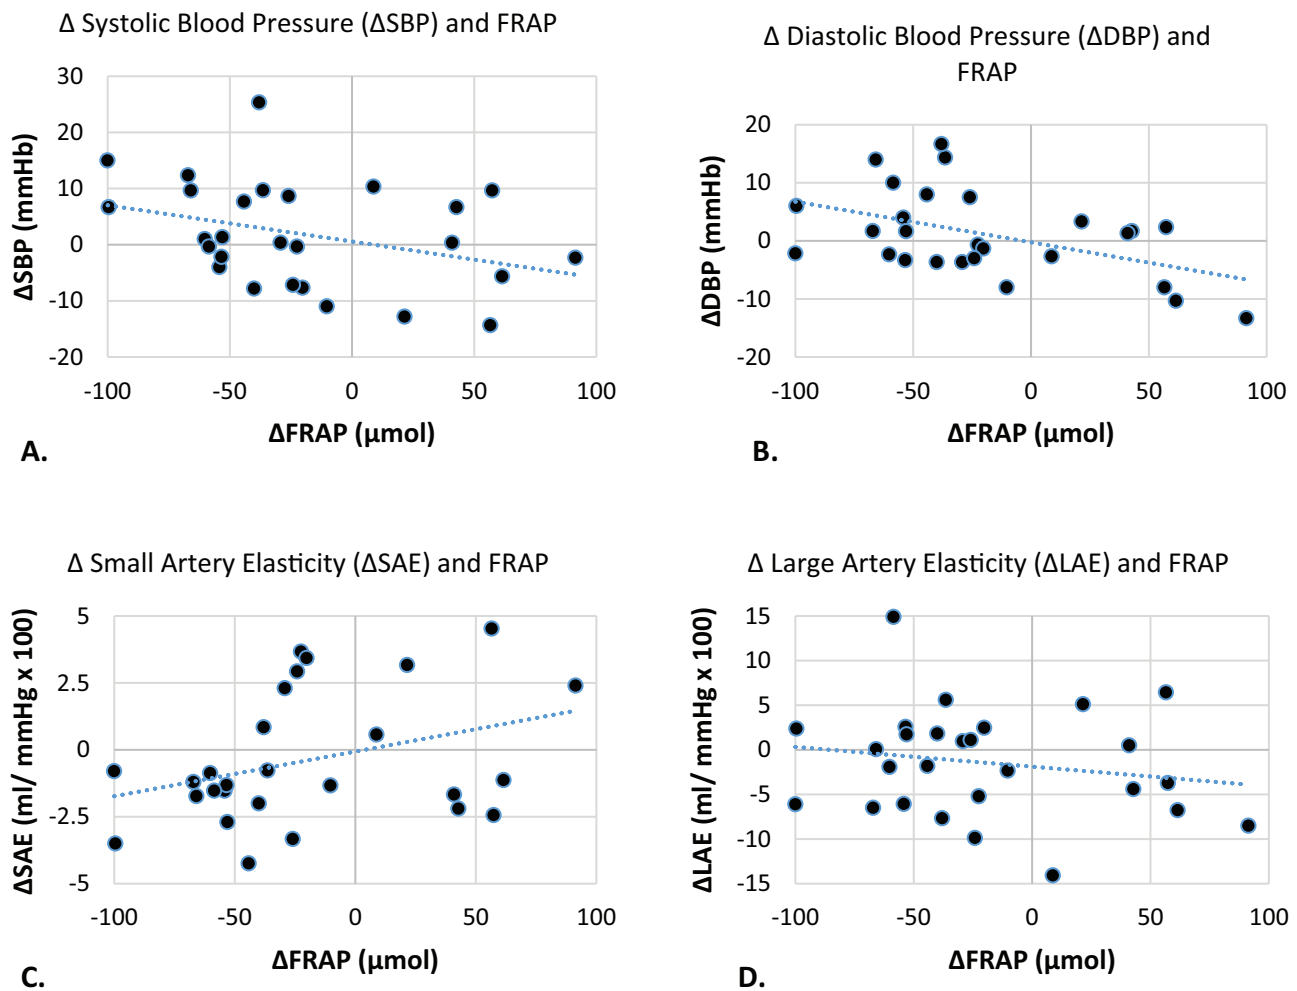 Δ Systolic Blood Pressure (ΔSBP) and FRAP
30
20
10
0
-10
-20
ΔSBP (mmHb)
-100 -50 0 50 100
ΔFRAP (μmol)
A.
Δ Diastolic Blood Pressure (ΔDBP) and
FRAP
20
10
0
-10
-20
ΔDBP (mmHb)
-100 -50 0 50 100
ΔFRAP (μmol)
B.
Δ Small Artery Elasticity (ΔSAE) and FRAP
5
2.5
0
-2.5
-5
ΔSAE (ml/ mmHg x 100)
-100 -50 0 50 100
ΔFRAP (μmol)
C.
Δ Large Artery Elasticity (ΔLAE) and FRAP
15
10
5
0
-5
-10
-15
ΔLAE (ml/ mmHg x 100)
-100 -50 0 50 100
ΔFRAP (μmol)
D.